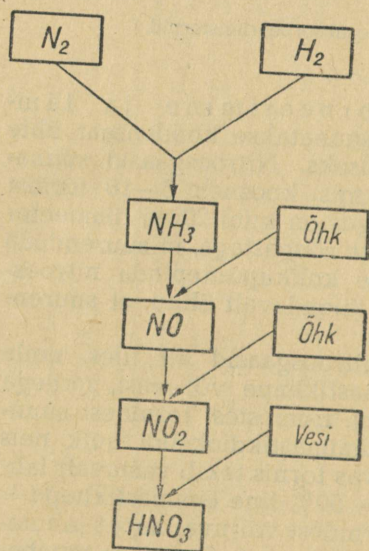 N₂ H₂
NH₃ Õhk
NO Õhk
NO₂ Vesi
HNO₃